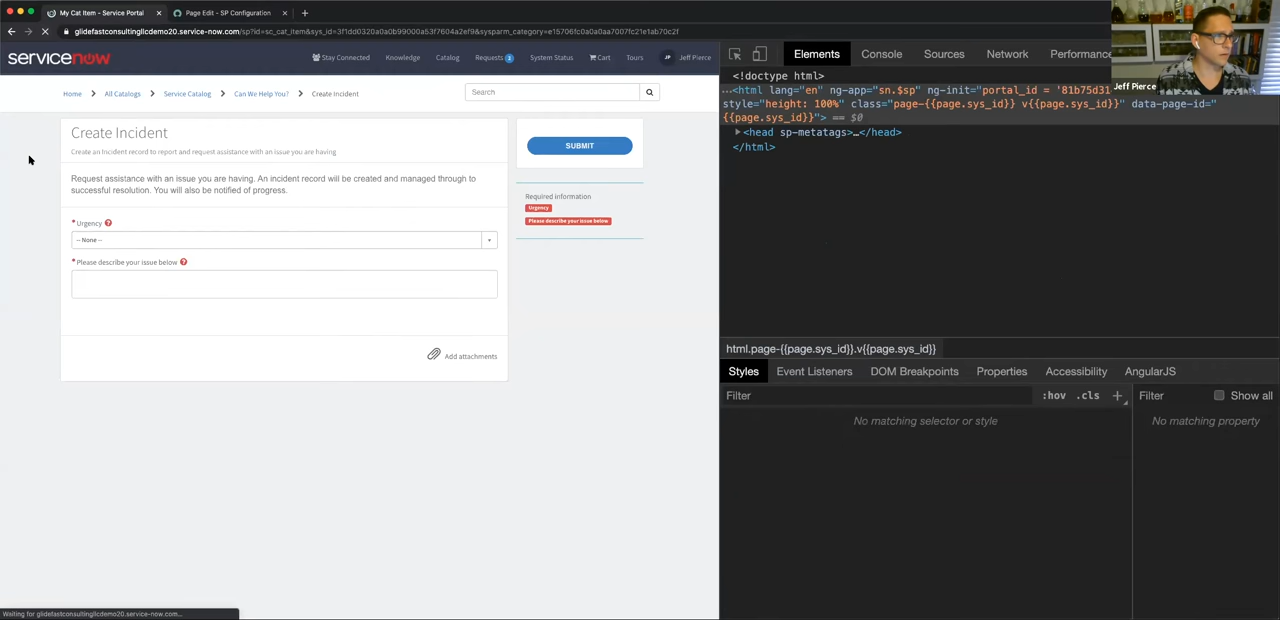 My Cat Item - Service Portal
Page Edit - SP Configuration
glidefastconsultingllcdemo20.service-now.com/sp?id=sc_cat_item&sys_id=3f1dd0320a0a0b99000a53f7604a2ef9&sysparm_category=e15706fc0a0a0aa7007fc21e1ab70c2f
servicenow
Stay Connected
Knowledge
Catalog
Requests 1
System Status
Cart
Tours
JP
Jeff Pierce
Home
All Catalogs
Service Catalog
Can We Help You?
Create Incident
Search
Create Incident
Create an Incident record to report and request assistance with an issue you are having
Request assistance with an issue you are having. An incident record will be created and managed through to
successful resolution. You will also be notified of progress.
* Urgency
-- None --
* Please describe your issue below
Add attachments
SUBMIT
Required information
Urgency
Please describe your issue below
Waiting for glidefastconsultingllcdemo20.service-now.com...
Elements
Console
Sources
Network
Performance
Jeff Pierce
<!doctype html>
…<html lang="en" ng-app="sn.$sp" ng-init="portal_id = '81b75d31
style="height: 100%" class="page-{{page.sys_id}} v{{page.sys_id}}" data-page-id="
{{page.sys_id}}"> == $0
<head sp-metatags>…</head>
</html>
html.page-{{page.sys_id}}.v{{page.sys_id}}
Styles
Event Listeners
DOM Breakpoints
Properties
Accessibility
AngularJS
Filter
:hov
.cls
+
Filter
Show all
No matching selector or style
No matching property